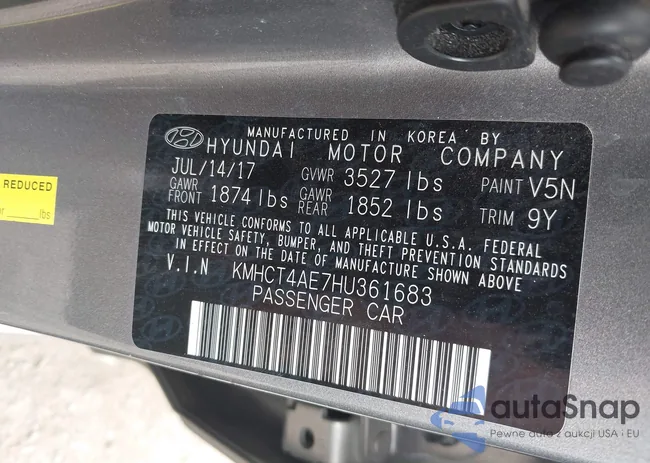 MANUFACTURED IN KOREA BY
HYUNDAI MOTOR COMPANY
JUL/14/17 GVWR 3527 lbs PAINT V5N
GAWR FRONT 1874 lbs GAWR REAR 1852 lbs TRIM 9Y
THIS VEHICLE CONFORMS TO ALL APPLICABLE U.S.A. FEDERAL
MOTOR VEHICLE SAFETY, BUMPER, AND THEFT PREVENTION STANDARDS
IN EFFECT ON THE DATE OF MANUFACTURE SHOWN ABOVE
V.I.N KMHCT4AE7HU361683
PASSENGER CAR
REDUCED
lbs
autaSnap
Pewne auta z aukcji USA i EU